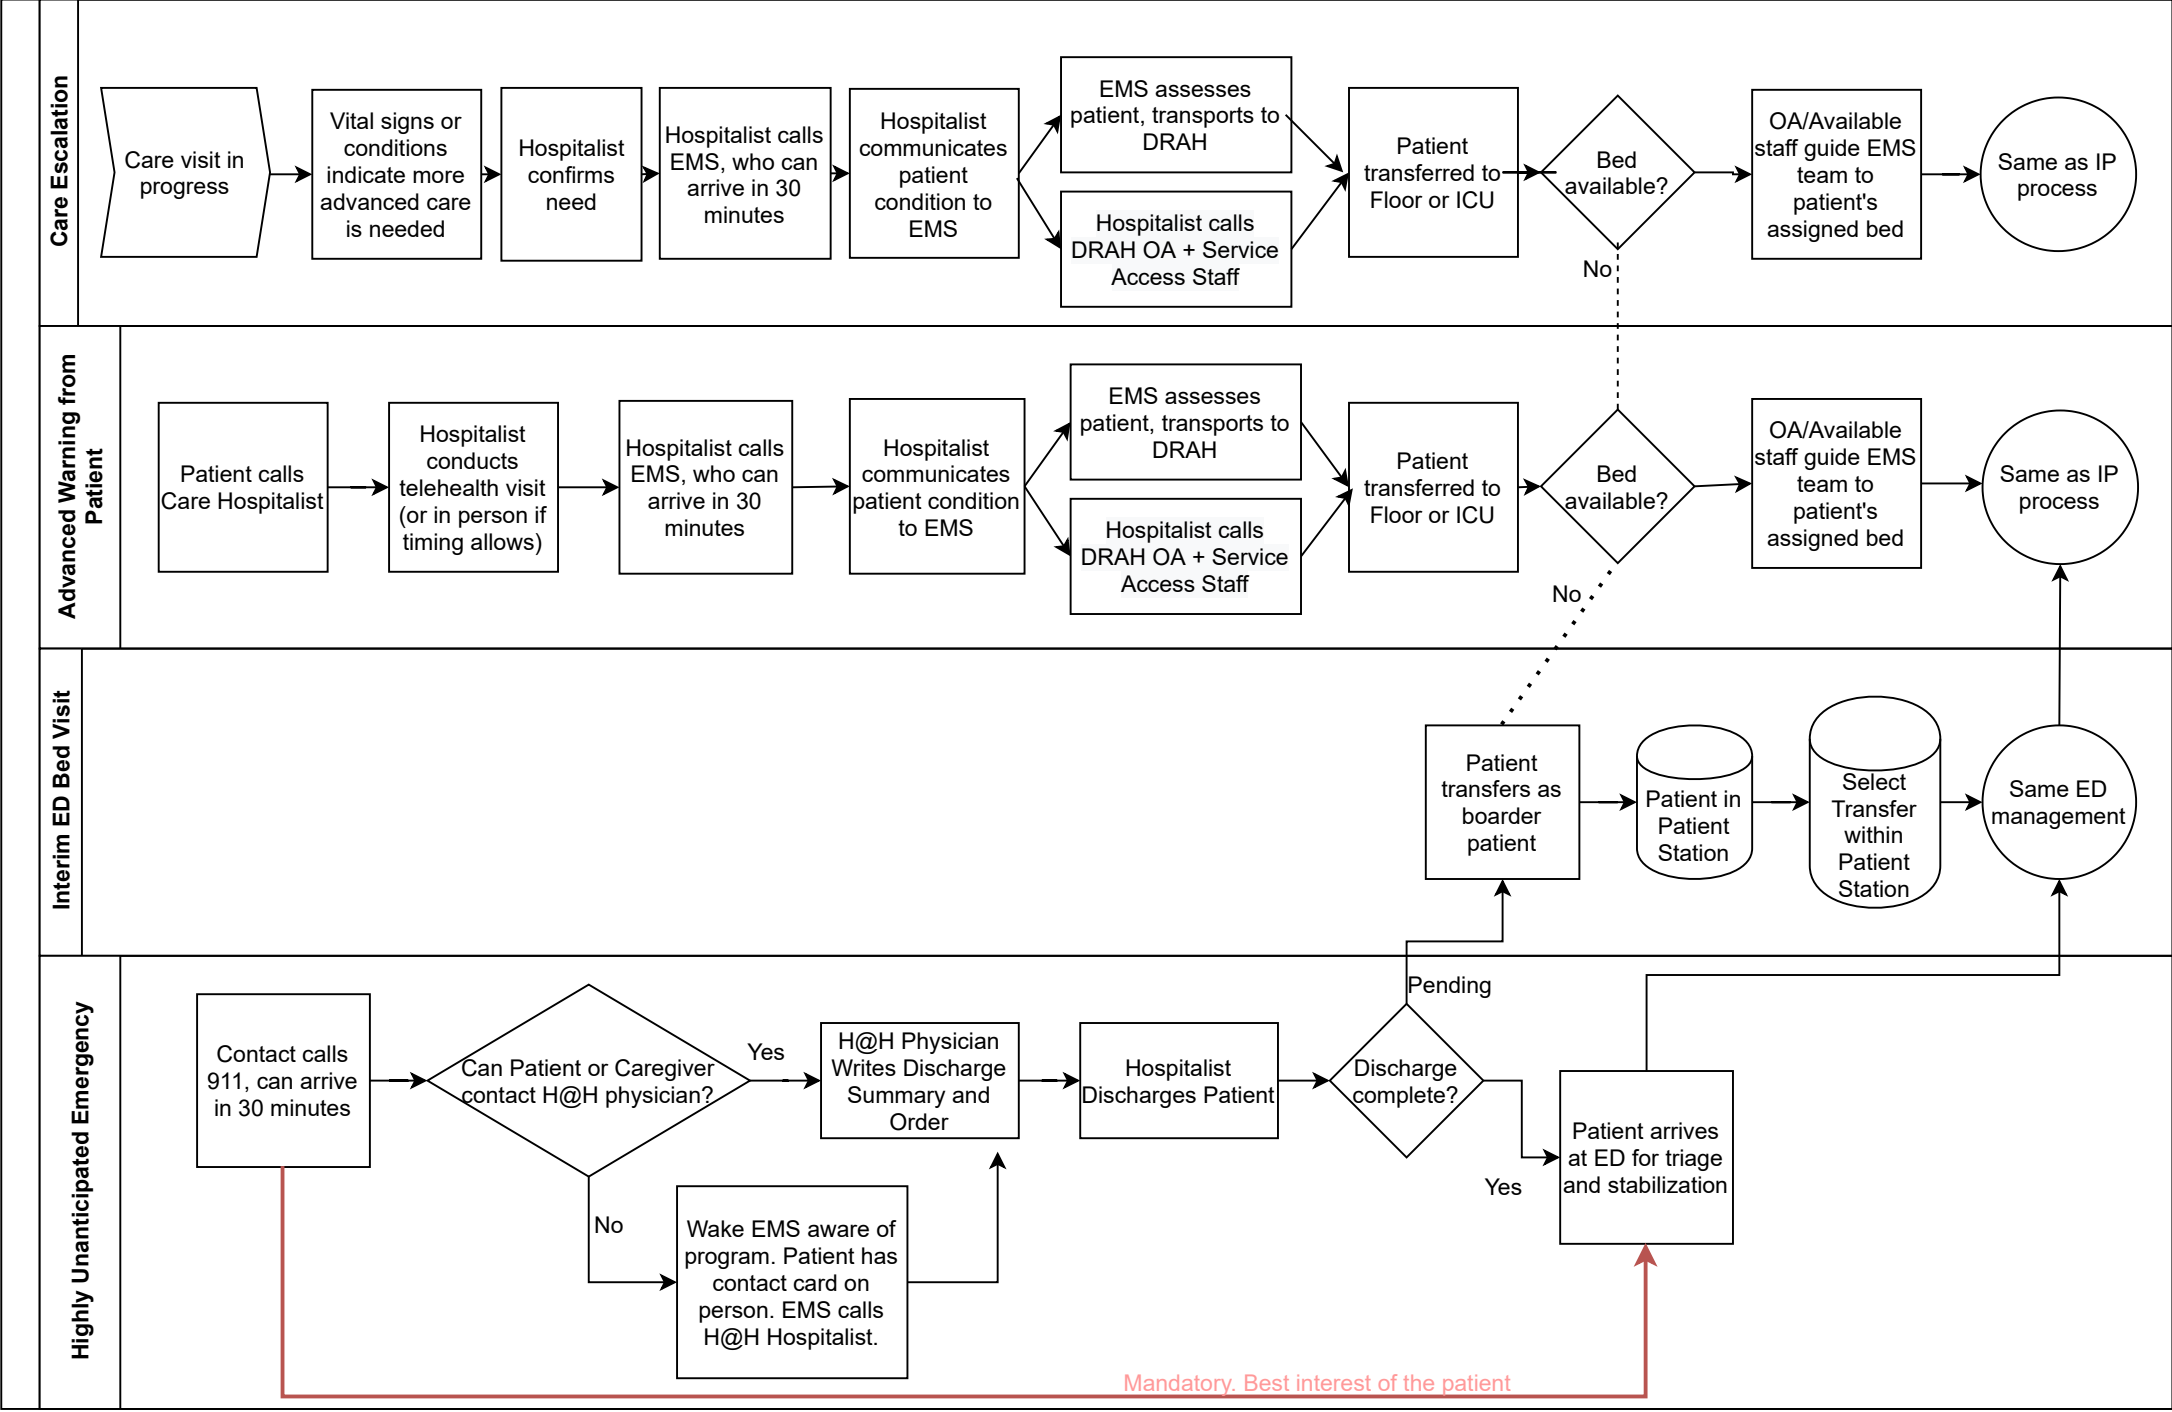 Care Escalation
Care visit in
progress
Vital signs or
conditions
indicate more
advanced care
is needed
Hospitalist
confirms
need
Hospitalist calls
EMS, who can
arrive in 30
minutes
Hospitalist
communicates
patient
condition to
EMS
EMS assesses
patient, transports to
DRAH
Hospitalist calls
DRAH OA + Service
Access Staff
Patient
transferred to
Floor or ICU
Bed
available?
No
OA/Available
staff guide EMS
team to
patient's
assigned bed
Same as IP
process
Advanced Warning from
Patient
Patient calls
Care Hospitalist
Hospitalist
conducts
telehealth visit
(or in person if
timing allows)
Hospitalist calls
EMS, who can
arrive in 30
minutes
Hospitalist
communicates
patient condition
to EMS
EMS assesses
patient, transports to
DRAH
Hospitalist calls
DRAH OA + Service
Access Staff
Patient
transferred to
Floor or ICU
Bed
available?
No
OA/Available
staff guide EMS
team to
patient's
assigned bed
Same as IP
process
Interim ED Bed Visit
Patient
transfers as
boarder
patient
Patient in
Patient
Station
Select
Transfer
within
Patient
Station
Same ED
management
Highly Unanticipated Emergency
Contact calls
911, can arrive
in 30 minutes
Can Patient or Caregiver
contact H@H physician?
Yes
No
H@H Physician
Writes Discharge
Summary and
Order
Wake EMS aware of
program. Patient has
contact card on
person. EMS calls
H@H Hospitalist.
Hospitalist
Discharges Patient
Discharge
complete?
Pending
Yes
Patient arrives
at ED for triage
and stabilization
Mandatory. Best interest of the patient